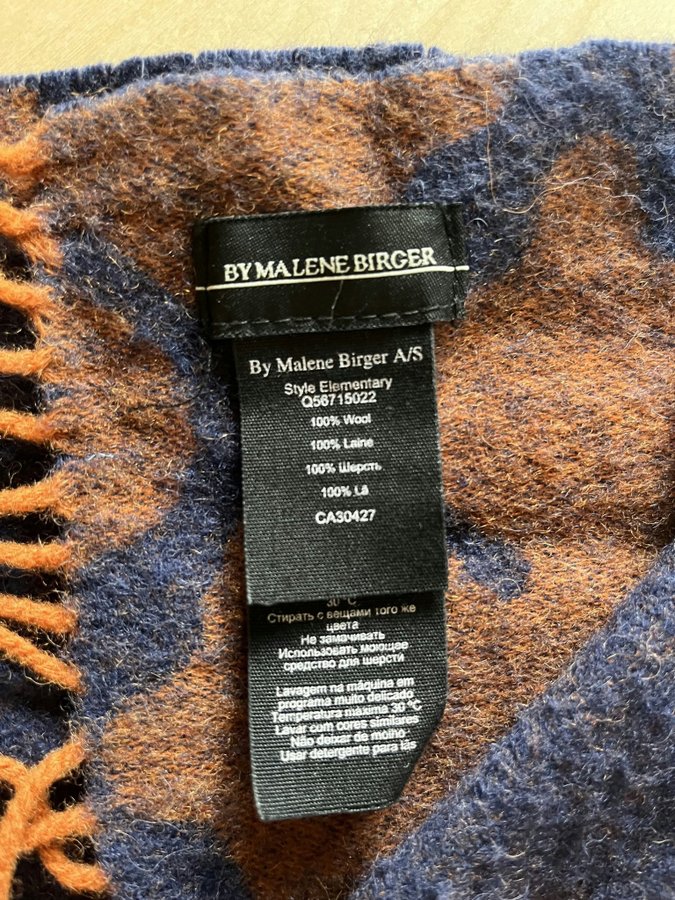 BY MALENE BIRGER
By Malene Birger A/S
Style Elementary
Q56715022
100% Wool
100% Laine
100% Шерсть
100% Lã
CA30427
30 °C
Стирать с вещами того же
цвета
Не замачивать
Использовать моющее
средство для шерсти
Lavagem na máquina em
programa muito delicado
Temperatura máxima 30 °C
Lavar com cores similares
Não deixar de molho
Usar detergente para lãs